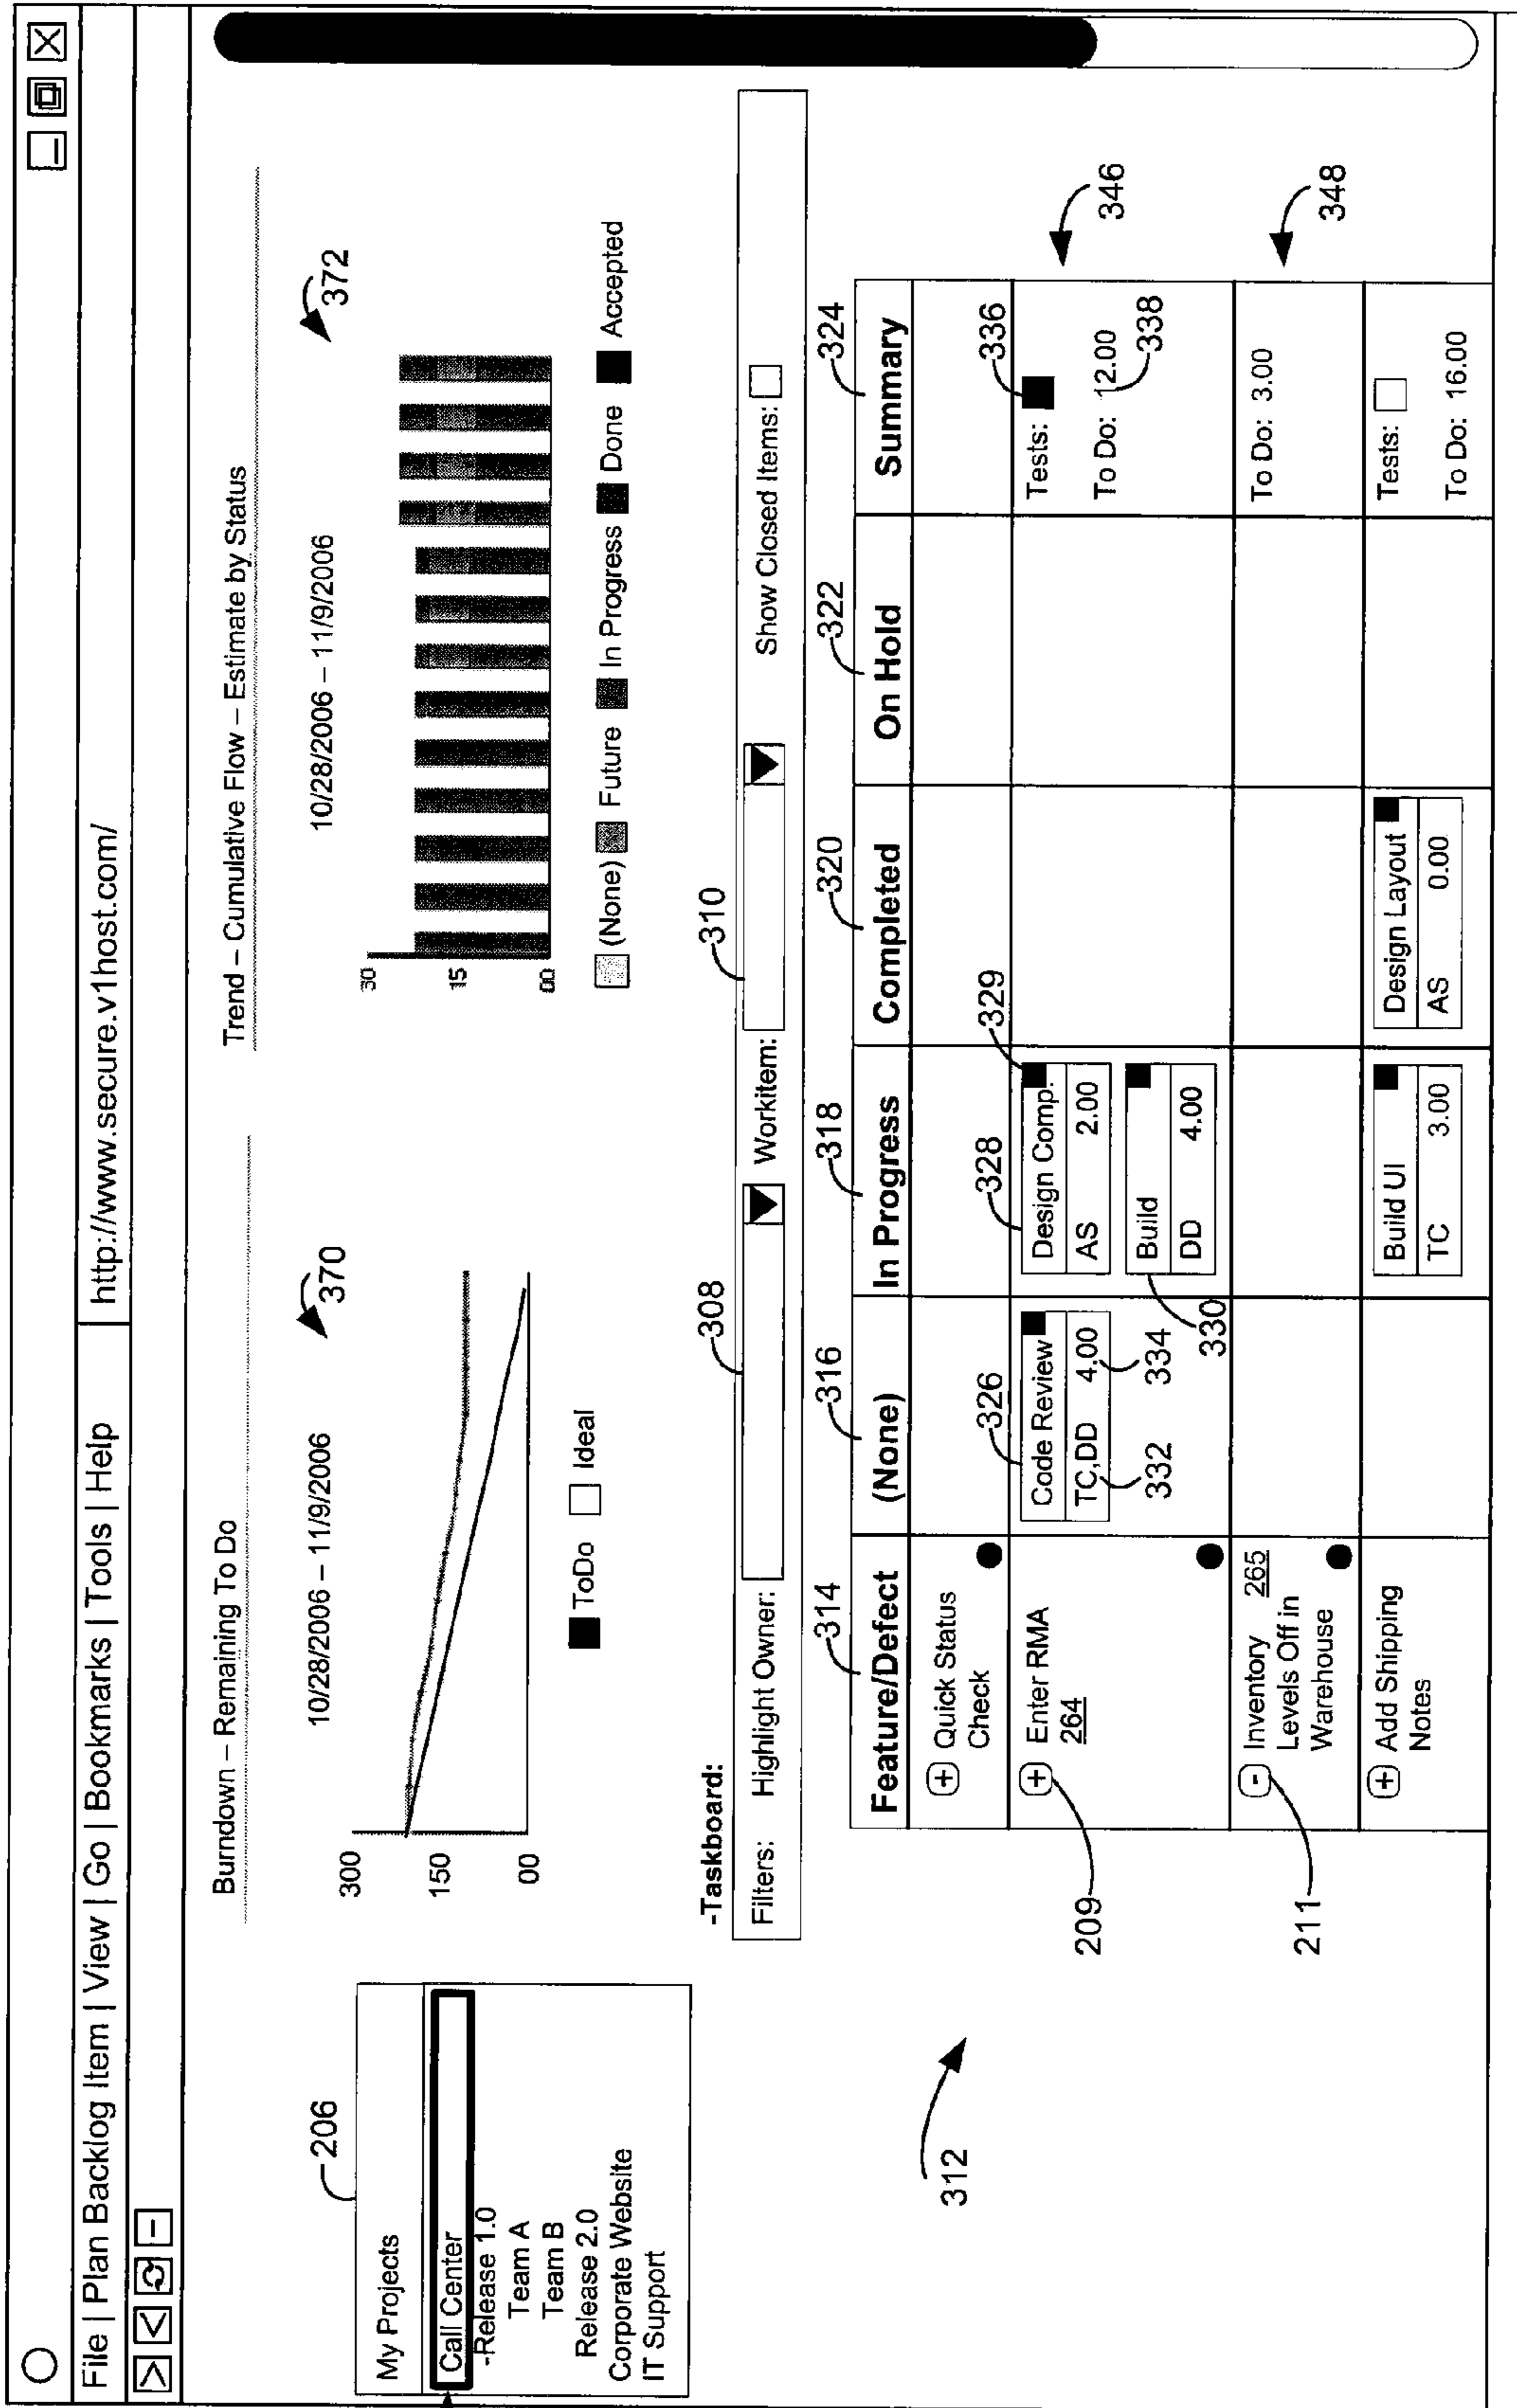 File | Plan Backlog Item | View | Go | Bookmarks | Tools | Help
http://www.secure.v1host.com/
206
My Projects
Call Center
-Release 1.0
Team A
Team B
Release 2.0
Corporate Website
IT Support
Burndown – Remaining To Do
10/28/2006 – 11/9/2006
370
300
150
00
ToDo Ideal
Trend – Cumulative Flow – Estimate by Status
10/28/2006 – 11/9/2006
372
30
15
00
(None) Future In Progress Done Accepted
-Taskboard:
308
310
Filters: Highlight Owner: Workitem: Show Closed Items:
312
314 316 318 320 322 324
Feature/Defect (None) In Progress Completed On Hold Summary
+ Quick Status
Check
326 328 329 336
209
+ Enter RMA
264
Code Review
TC,DD 4.00
332 334
Design Comp.
AS 2.00
Build
DD 4.00
330
Tests:
To Do: 12.00
338
346
211
- Inventory 265
Levels Off in
Warehouse
To Do: 3.00
348
+ Add Shipping
Notes
Build UI
TC 3.00
Design Layout
AS 0.00
Tests:
To Do: 16.00